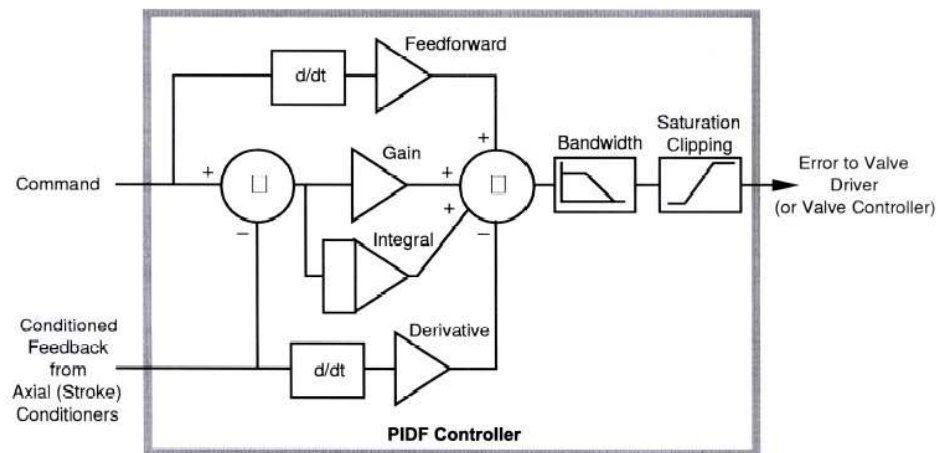 Feedforward
d/dt
+
Bandwidth
Saturation
Clipping
Gain
Command
+
+
+
Error to Valve
Driver
(or Valve Controller)
−
Integral
−
Conditioned
Feedback
from
Axial (Stroke)
Conditioners
Derivative
d/dt
PIDF Controller